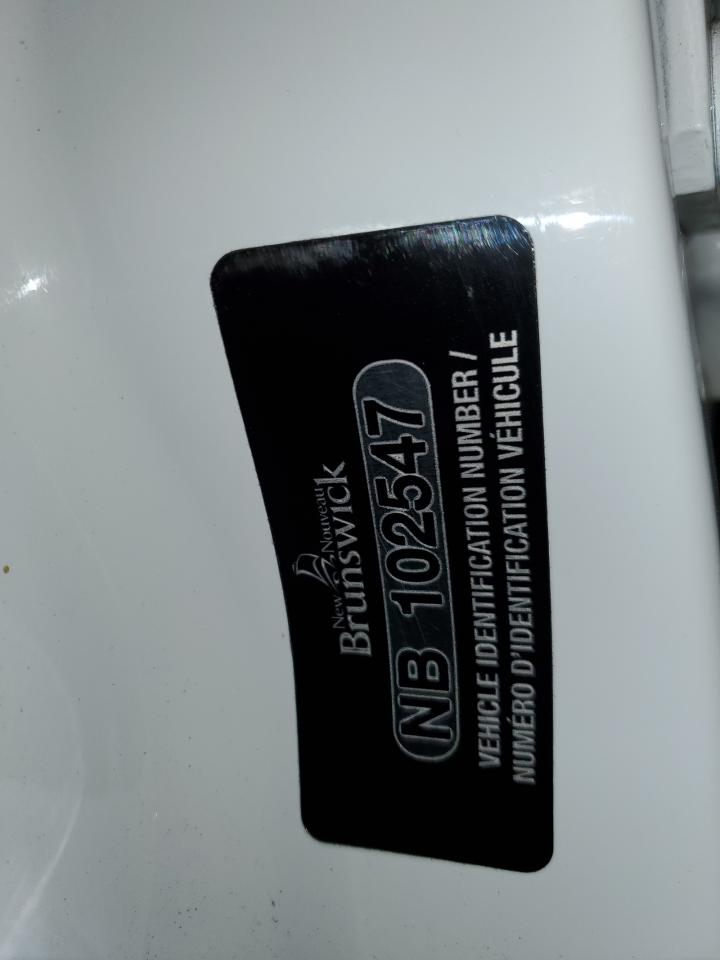 New Nouveau
Brunswick
NB 102547
VEHICLE IDENTIFICATION NUMBER /
NUMÉRO D'IDENTIFICATION VÉHICULE